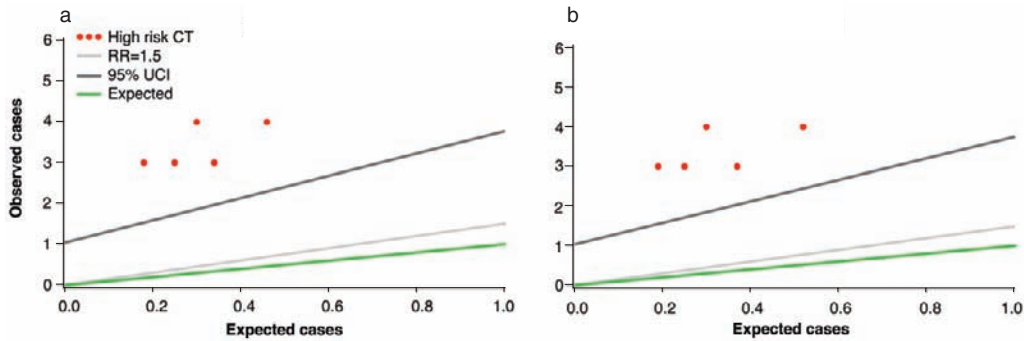 a
6
5
4
3
2
1
0
Observed cases
High risk CT
RR=1.5
95% UCI
Expected
0.0 0.2 0.4 0.6 0.8 1.0
Expected cases
b
6
5
4
3
2
1
0
0.0 0.2 0.4 0.6 0.8 1.0
Expected cases